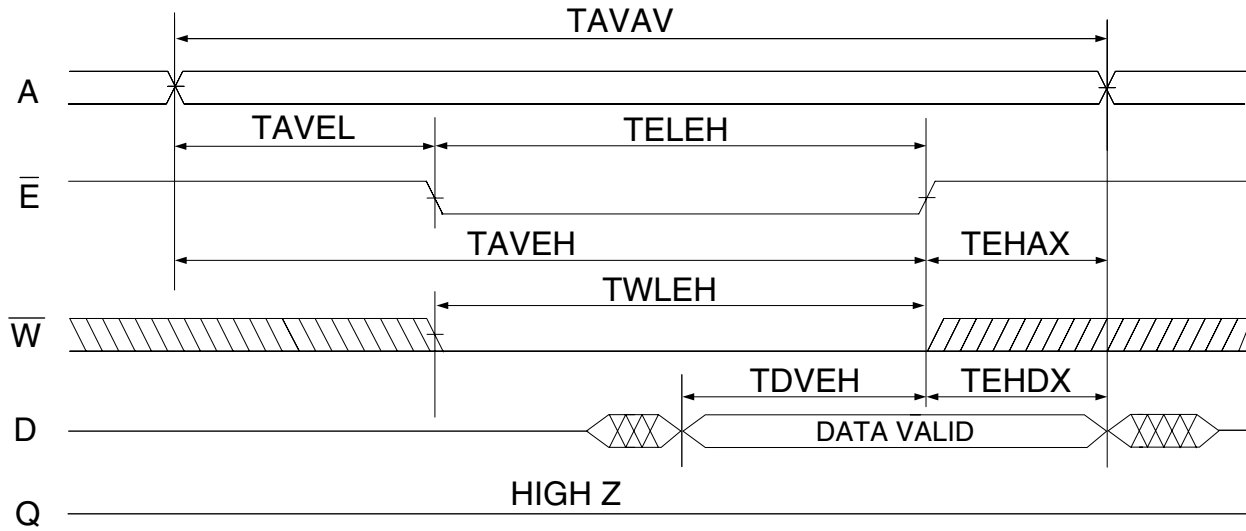 TAVAV
A
TAVEL TELEH
E̅
TAVEH TEHAX
TWLEH
W̅
TDVEH TEHDX
D DATA VALID
HIGH Z
Q